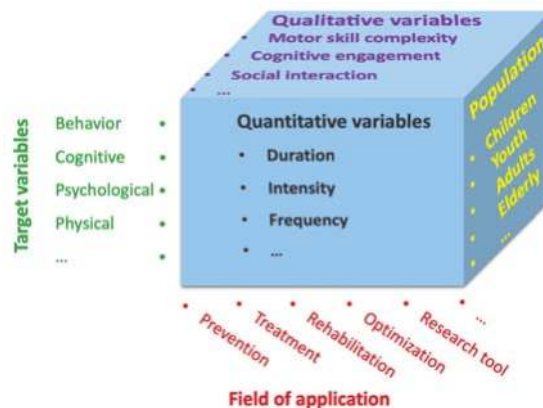 Qualitative variables
• Motor skill complexity
• Cognitive engagement
• Social interaction
• ...
Population
• Children
• Youth
• Adults
• Elderly
• ...
Target variables
Behavior •
Cognitive •
Psychological •
Physical •
... •
Quantitative variables
• Duration
• Intensity
• Frequency
• ...
• Prevention
• Treatment
• Rehabilitation
• Optimization
• Research tool
• ...
Field of application